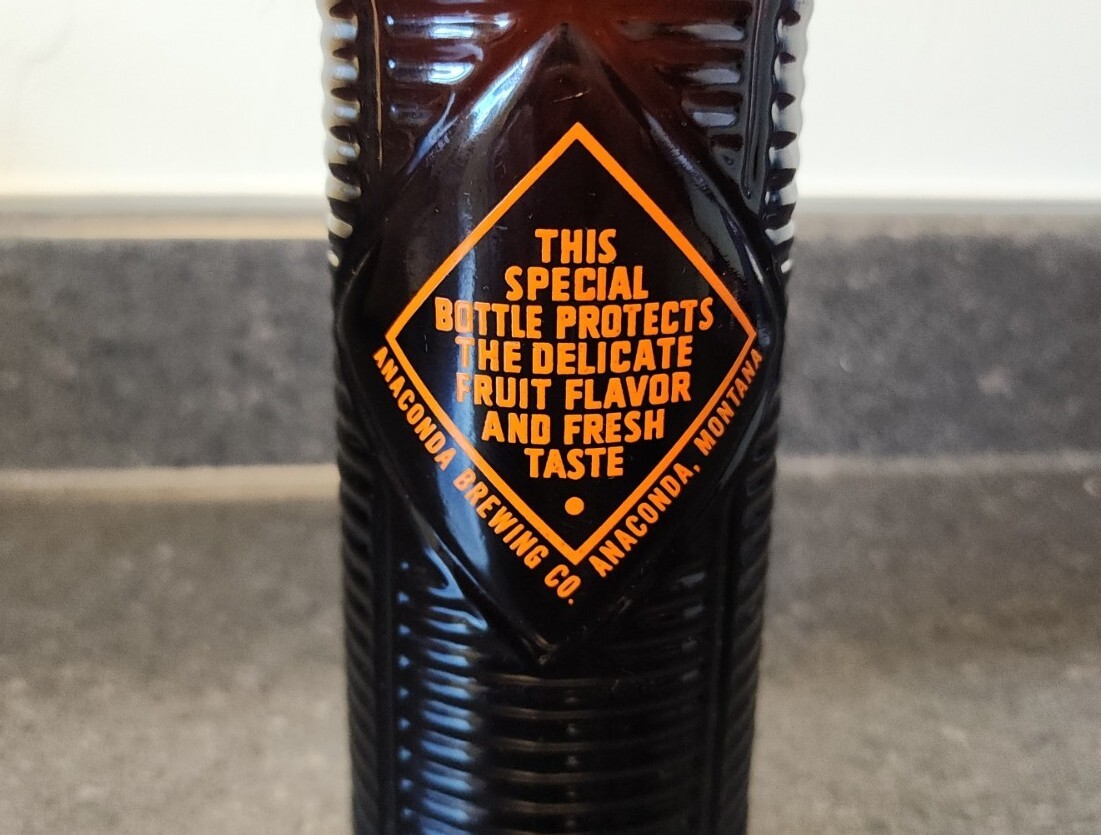 THIS
SPECIAL
BOTTLE PROTECTS
THE DELICATE
FRUIT FLAVOR
AND FRESH
TASTE
ANACONDA BREWING CO.
ANACONDA, MONTANA